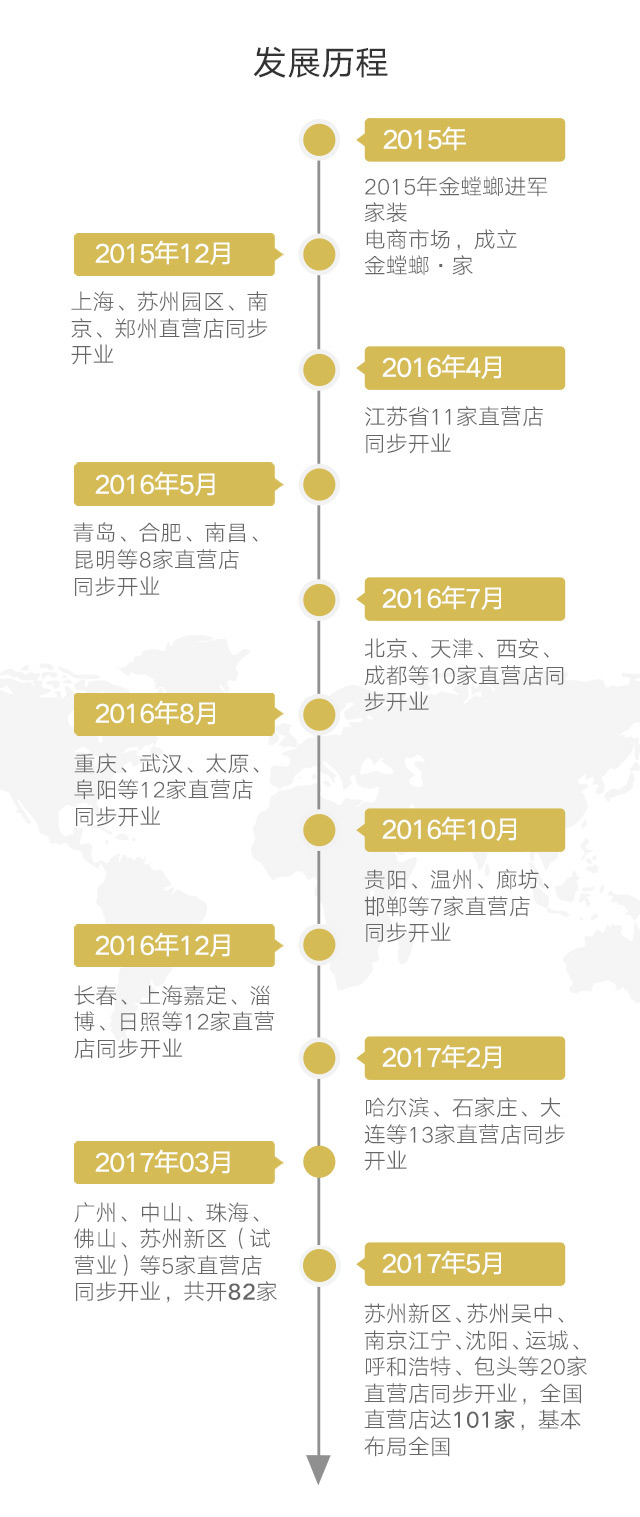 发展历程
2015年
2015年金螳螂进军
家装
电商市场，成立
金螳螂·家
2015年12月
上海、苏州园区、南
京、郑州直营店同步
开业
2016年4月
江苏省11家直营店
同步开业
2016年5月
青岛、合肥、南昌、
昆明等8家直营店
同步开业
2016年7月
北京、天津、西安、
成都等10家直营店同
步开业
2016年8月
重庆、武汉、太原、
阜阳等12家直营店
同步开业
2016年10月
贵阳、温州、廊坊、
邯郸等7家直营店
同步开业
2016年12月
长春、上海嘉定、淄
博、日照等12家直营
店同步开业
2017年2月
哈尔滨、石家庄、大
连等13家直营店同步
开业
2017年03月
广州、中山、珠海、
佛山、苏州新区（试
营业）等5家直营店
同步开业，共开82家
2017年5月
苏州新区、苏州吴中、
南京江宁、沈阳、运城、
呼和浩特、包头等20家
直营店同步开业，全国
直营店达101家，基本
布局全国